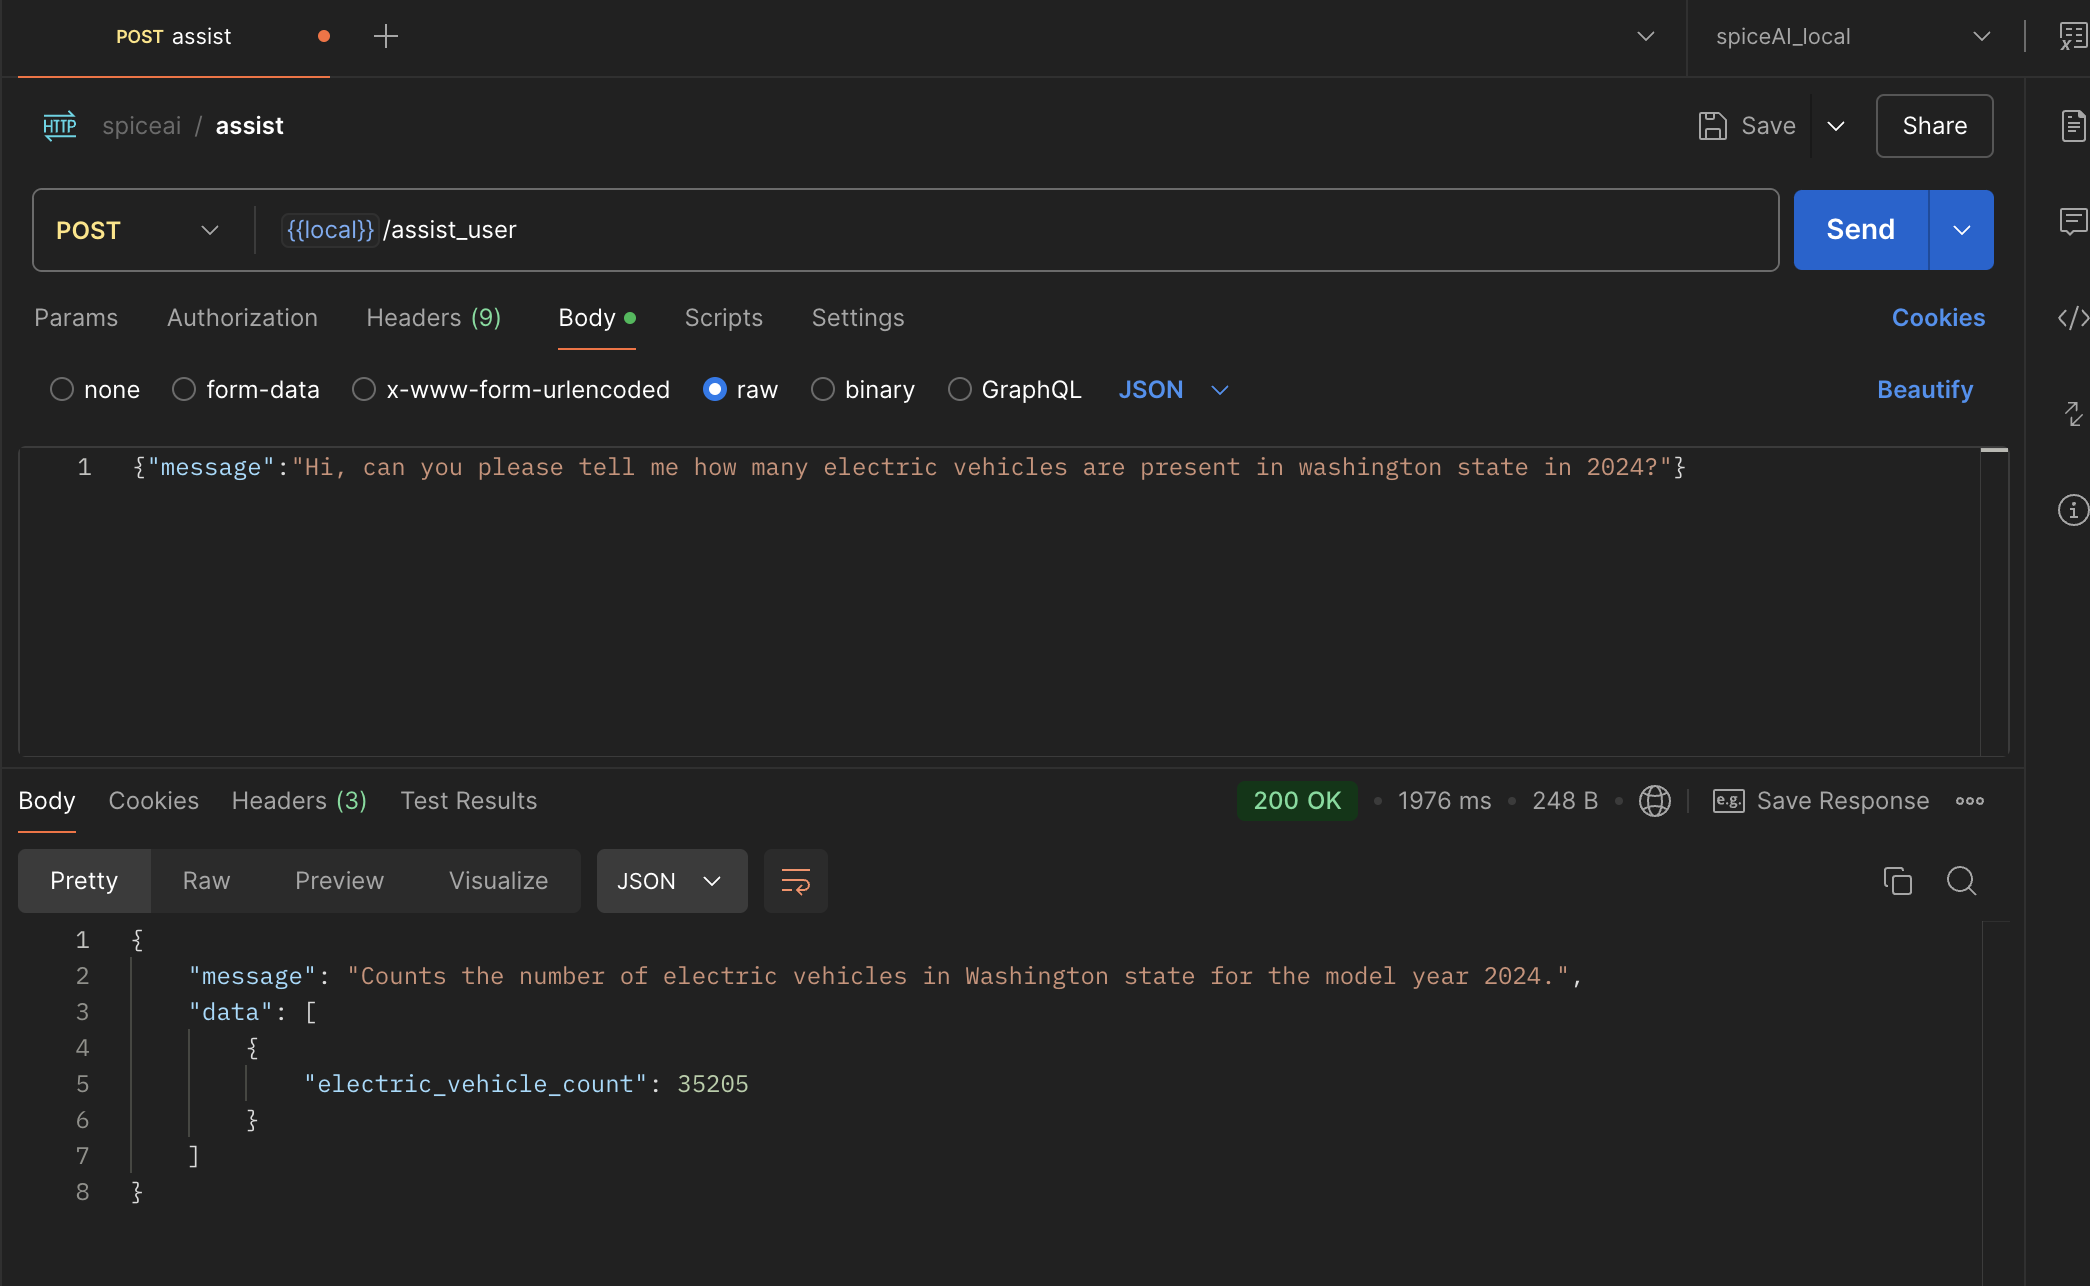 POST assist
spiceAI_local
HTTP spiceai / assist
Save
Share
POST {{local}} /assist_user
Send
Params Authorization Headers (9) Body Scripts Settings Cookies
none form-data x-www-form-urlencoded raw binary GraphQL JSON Beautify
1 {"message":"Hi, can you please tell me how many electric vehicles are present in washington state in 2024?"}
Body Cookies Headers (3) Test Results 200 OK • 1976 ms • 248 B • e.g. Save Response
Pretty Raw Preview Visualize JSON
1 {
2 "message": "Counts the number of electric vehicles in Washington state for the model year 2024.",
3 "data": [
4 {
5 "electric_vehicle_count": 35205
6 }
7 ]
8 }